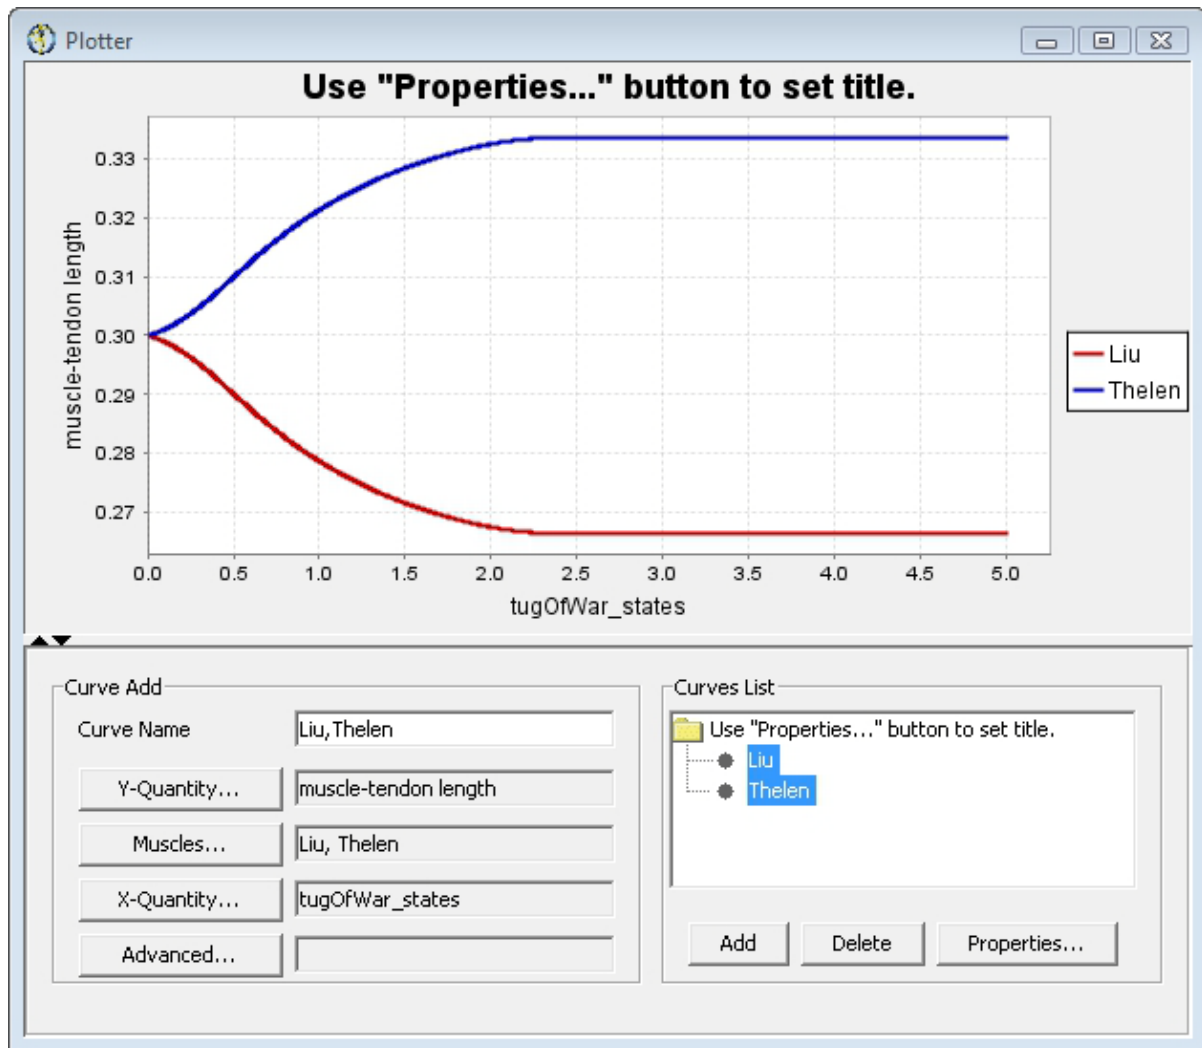 Plotter
Use "Properties..." button to set title.
muscle-tendon length
0.33
0.32
0.31
0.30
0.29
0.28
0.27
0.0 0.5 1.0 1.5 2.0 2.5 3.0 3.5 4.0 4.5 5.0
tugOfWar_states
Liu
Thelen
Curve Add
Curve Name Liu,Thelen
Y-Quantity... muscle-tendon length
Muscles... Liu, Thelen
X-Quantity... tugOfWar_states
Advanced...
Curves List
Use "Properties..." button to set title.
Liu
Thelen
Add Delete Properties...